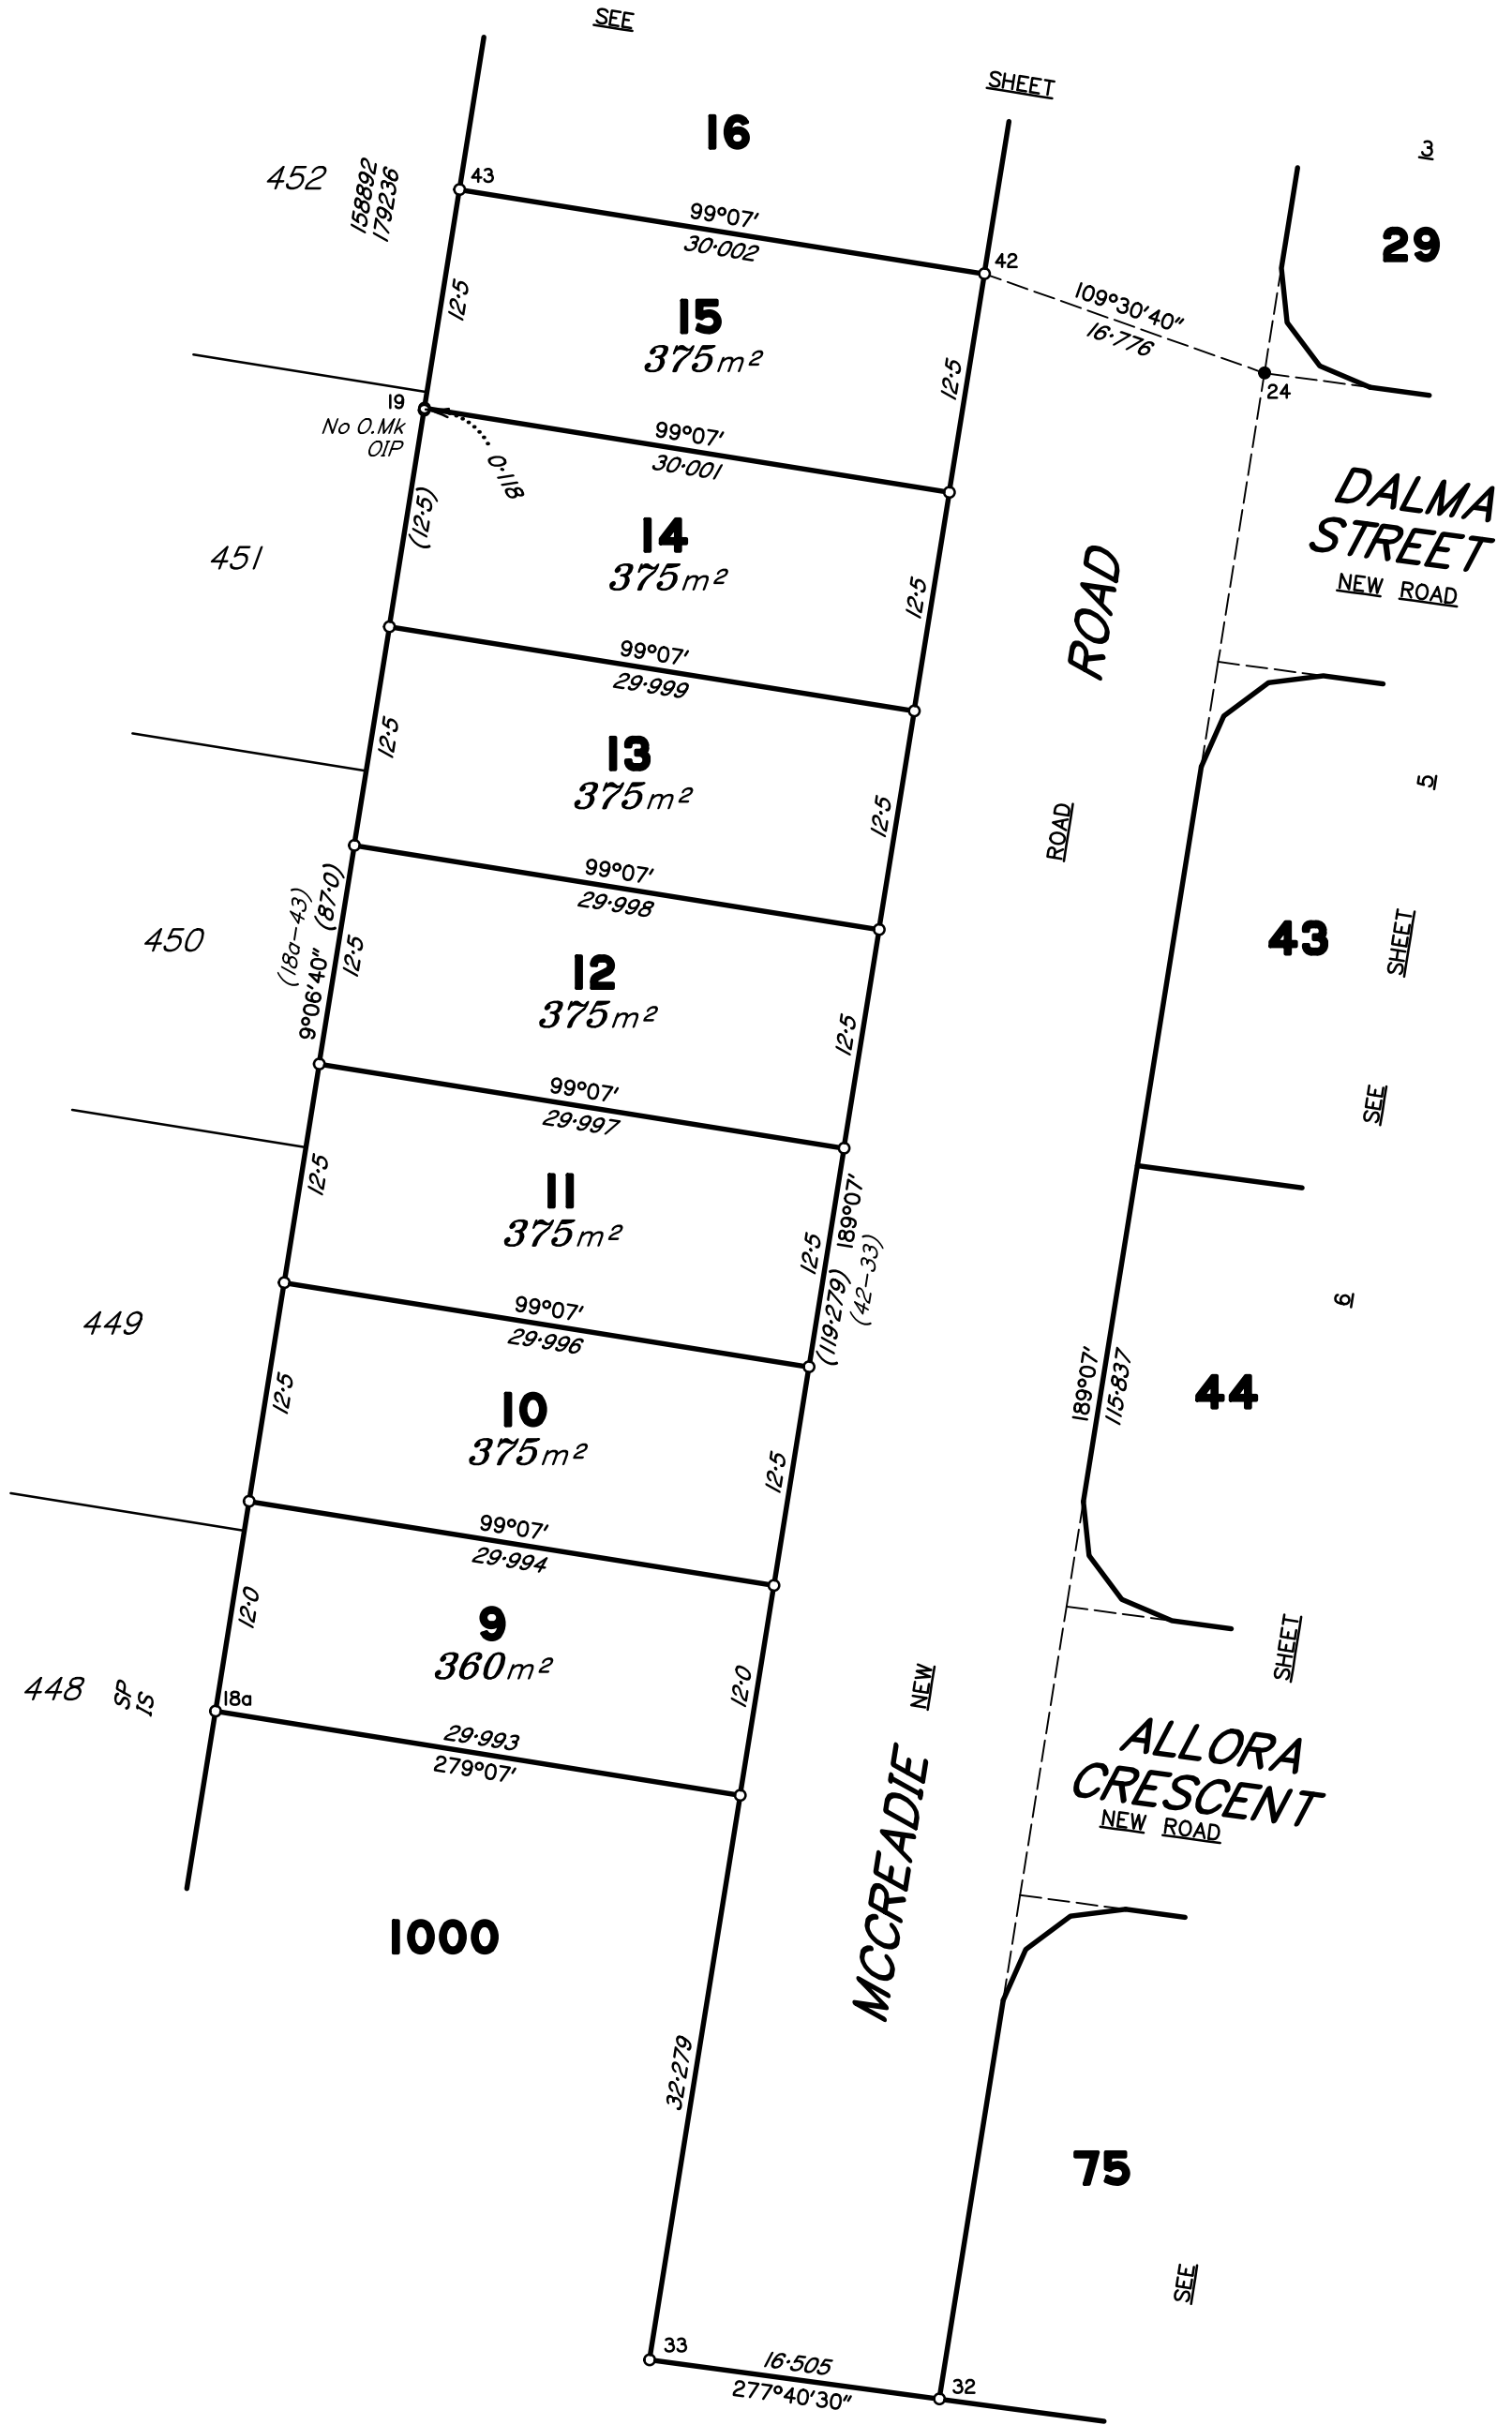 SEE
SHEET
3
16
452
158892
179236
43
99°07'
30·002
42
29
12·5
15
375m²
109°30'40"
16·776
12·5
24
19
No O.Mk
OIP
0·118
99°07'
30·001
DALMA
STREET
NEW ROAD
(12·5)
451
14
375m²
12·5
ROAD
99°07'
29·999
12·5
13
375m²
12·5
ROAD
5
99°07'
29·998
450
(18a-43)
9°06'40" (87·0)
12·5
12
375m²
12·5
43
SHEET
SEE
99°07'
29·997
12·5
11
375m²
12·5
189°07'
(119·279)
(42-33)
449
99°07'
29·996
6
12·5
10
375m²
12·5
189°07'
115·837
44
99°07'
29·994
12·0
9
360m²
12·0
NEW
SHEET
448
SP
IS
18a
29·993
279°07'
ALLORA
CRESCENT
NEW ROAD
MCCREADIE
1000
32·279
75
SEE
33
16·505
277°40'30"
32